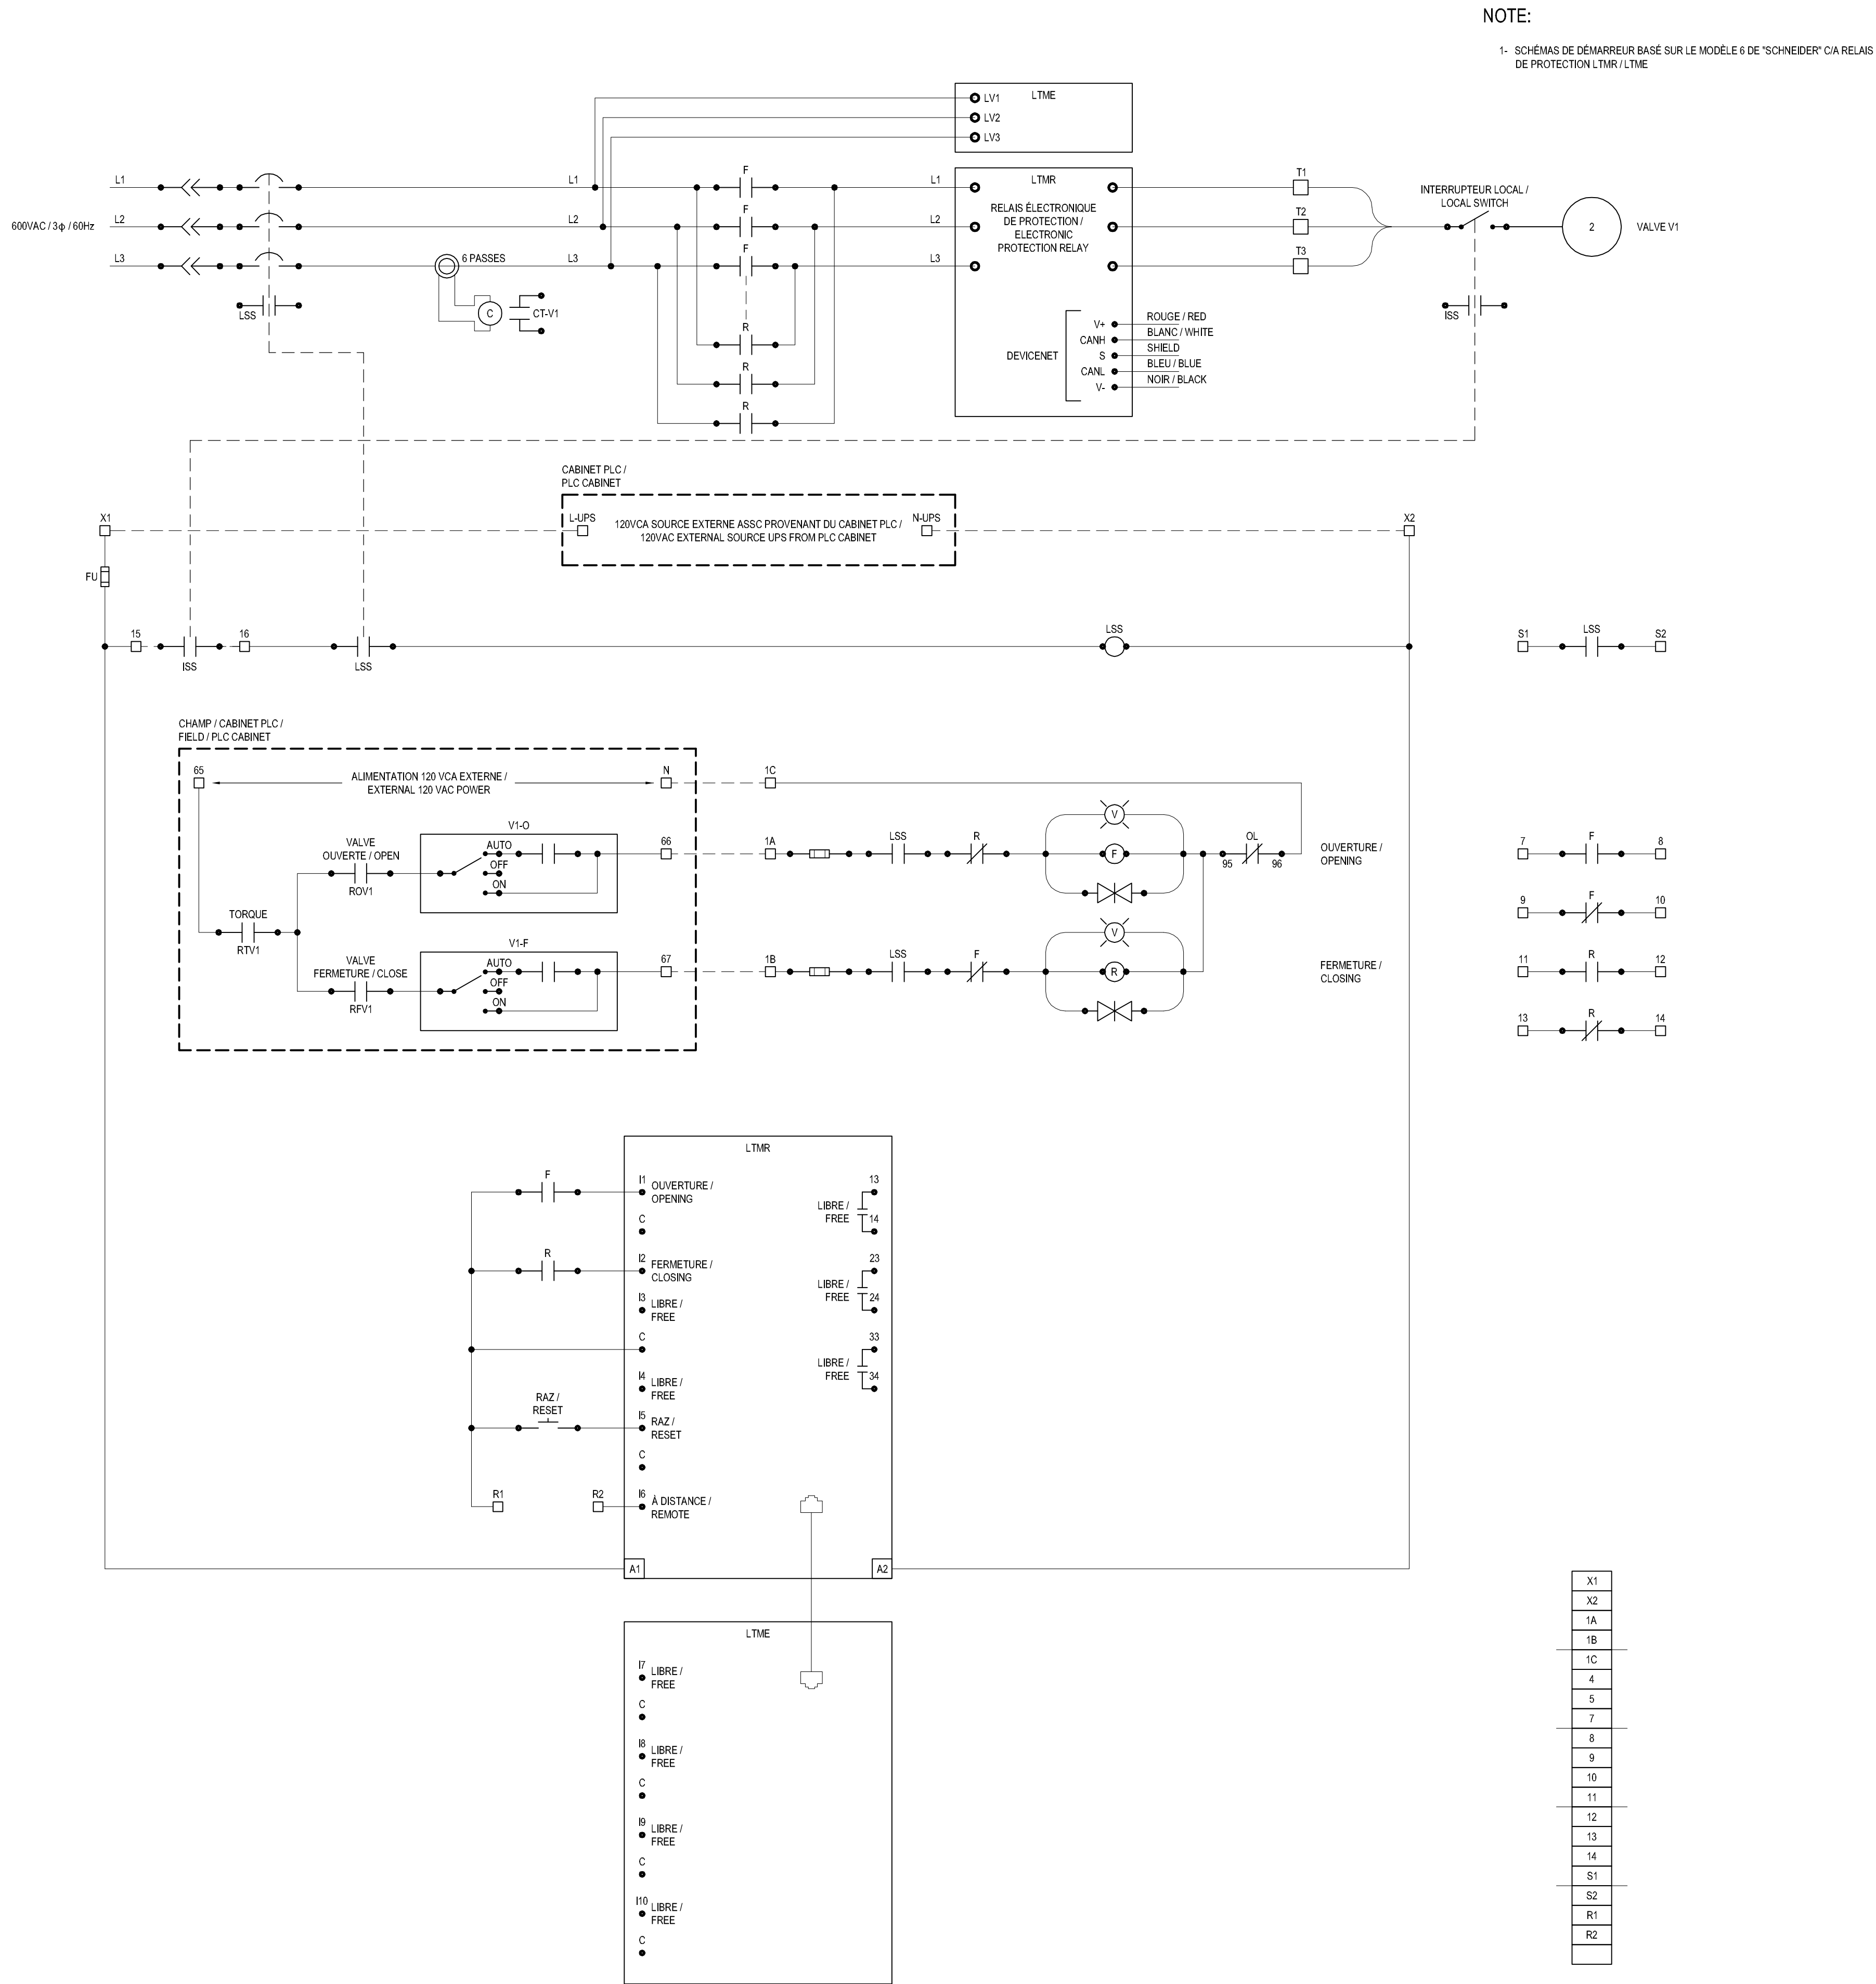 NOTE:
1- SCHÉMAS DE DÉMARREUR BASÉ SUR LE MODÈLE 6 DE "SCHNEIDER" C/A RELAIS
DE PROTECTION LTMR / LTME
LTME
LV1
LV2
LV3
L1
L1
F
L1
LTMR
T1
INTERRUPTEUR LOCAL /
LOCAL SWITCH
600VAC / 3ϕ / 60Hz
L2
L2
F
L2
RELAIS ÉLECTRONIQUE
DE PROTECTION /
ELECTRONIC
PROTECTION RELAY
T2
2
VALVE V1
L3
6 PASSES
L3
F
L3
T3
LSS
C
CT-V1
ISS
R
R
R
DEVICENET
V+
ROUGE / RED
CANH
BLANC / WHITE
S
SHIELD
CANL
BLEU / BLUE
V-
NOIR / BLACK
CABINET PLC /
PLC CABINET
X1
L-UPS
120VCA SOURCE EXTERNE ASSC PROVENANT DU CABINET PLC /
120VAC EXTERNAL SOURCE UPS FROM PLC CABINET
N-UPS
X2
FU
15
ISS
16
LSS
LSS
S1
LSS
S2
CHAMP / CABINET PLC /
FIELD / PLC CABINET
65
ALIMENTATION 120 VCA EXTERNE /
EXTERNAL 120 VAC POWER
N
1C
V1-O
VALVE
OUVERTE / OPEN
ROV1
AUTO
OFF
ON
66
1A
LSS
R
V
F
OL
95
96
OUVERTURE /
OPENING
7
F
8
9
F
10
TORQUE
RTV1
V1-F
VALVE
FERMETURE / CLOSE
RFV1
AUTO
OFF
ON
67
1B
LSS
F
V
R
FERMETURE /
CLOSING
11
R
12
13
R
14
LTMR
F
I1
OUVERTURE /
OPENING
C
R
I2
FERMETURE /
CLOSING
I3
LIBRE /
FREE
C
I4
LIBRE /
FREE
RAZ /
RESET
I5
RAZ /
RESET
C
R1
R2
I6
À DISTANCE /
REMOTE
13
LIBRE /
FREE
14
23
LIBRE /
FREE
24
33
LIBRE /
FREE
34
A1
A2
LTME
I7
LIBRE /
FREE
C
I8
LIBRE /
FREE
C
I9
LIBRE /
FREE
C
I10
LIBRE /
FREE
C
X1
X2
1A
1B
1C
4
5
7
8
9
10
11
12
13
14
S1
S2
R1
R2